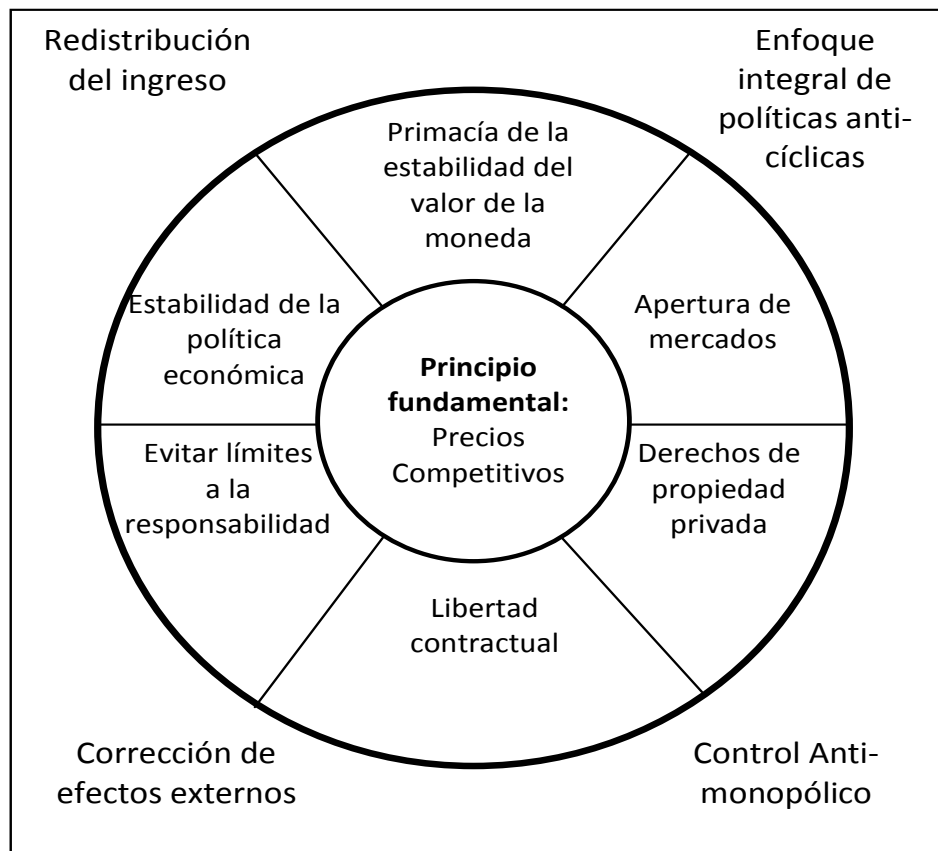 Redistribución
del ingreso
Enfoque
integral de
políticas anti-
cíclicas
Primacía de la
estabilidad del
valor de la
moneda
Estabilidad de la
política
económica
Apertura de
mercados
Principio
fundamental:
Precios
Competitivos
Evitar límites
a la
responsabilidad
Derechos de
propiedad
privada
Libertad
contractual
Corrección de
efectos externos
Control Anti-
monopólico